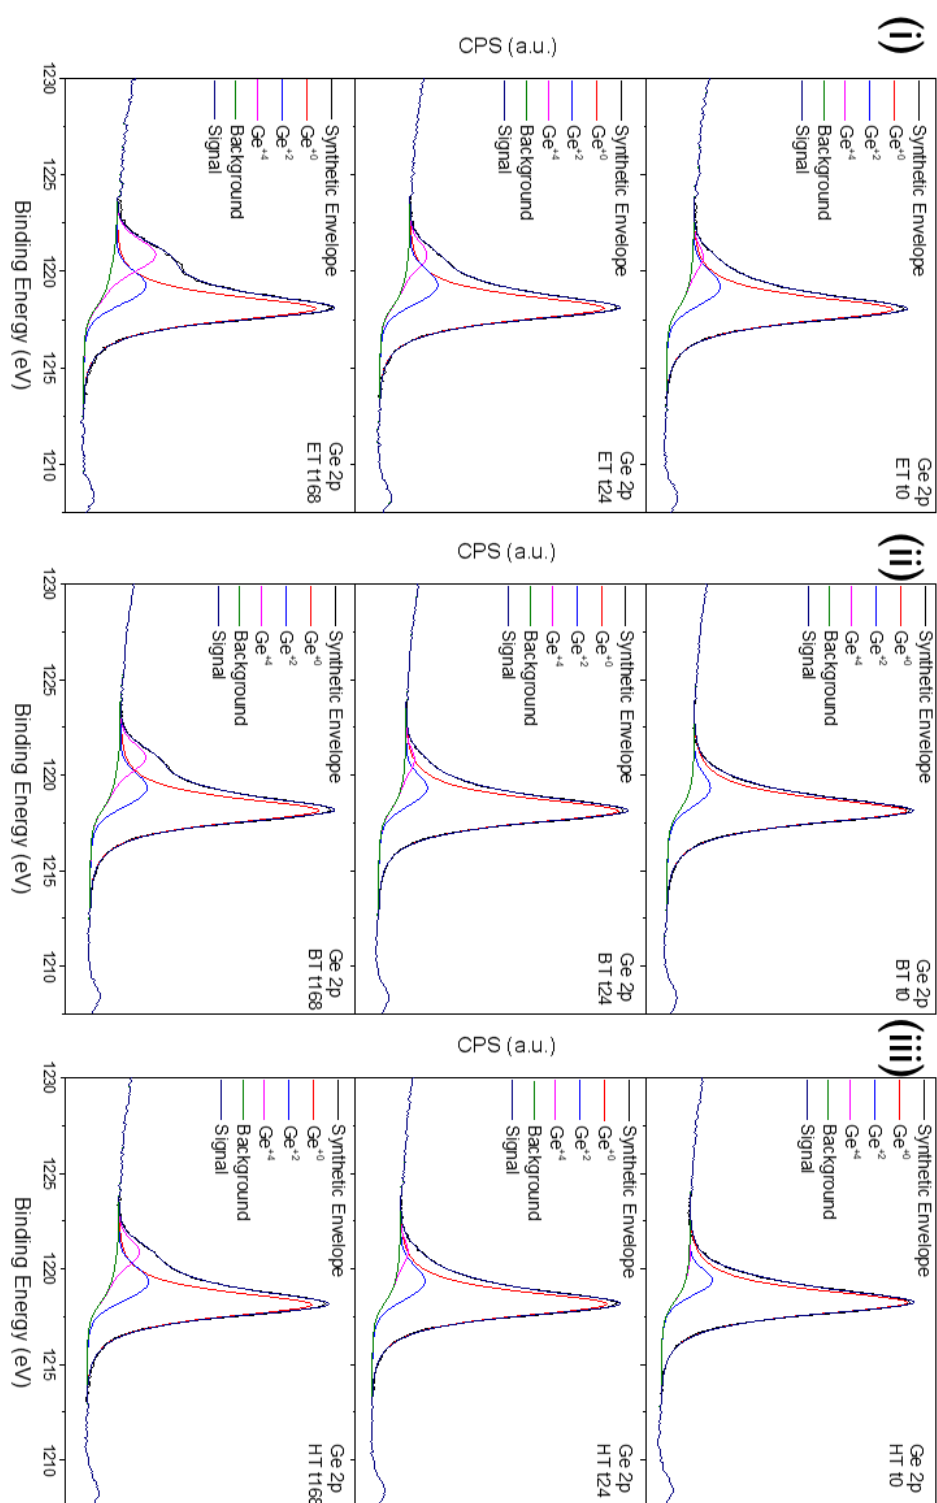 (i)
Synthetic Envelope
Ge+0
Ge+2
Ge+4
Background
Signal
Ge 2p
ET t0
CPS (a.u.)
Synthetic Envelope
Ge+0
Ge+2
Ge+4
Background
Signal
Ge 2p
ET t24
Synthetic Envelope
Ge+0
Ge+2
Ge+4
Background
Signal
Ge 2p
ET t168
1230 1225 1220 1215 1210
Binding Energy (eV)
(ii)
Synthetic Envelope
Ge+0
Ge+2
Ge+4
Background
Signal
Ge 2p
BT t0
CPS (a.u.)
Synthetic Envelope
Ge+0
Ge+2
Ge+4
Background
Signal
Ge 2p
BT t24
Synthetic Envelope
Ge+0
Ge+2
Ge+4
Background
Signal
Ge 2p
BT t168
1230 1225 1220 1215 1210
Binding Energy (eV)
(iii)
Synthetic Envelope
Ge+0
Ge+2
Ge+4
Background
Signal
Ge 2p
HT t0
CPS (a.u.)
Synthetic Envelope
Ge+0
Ge+2
Ge+4
Background
Signal
Ge 2p
HT t24
Synthetic Envelope
Ge+0
Ge+2
Ge+4
Background
Signal
Ge 2p
HT t168
1230 1225 1220 1215 1210
Binding Energy (eV)